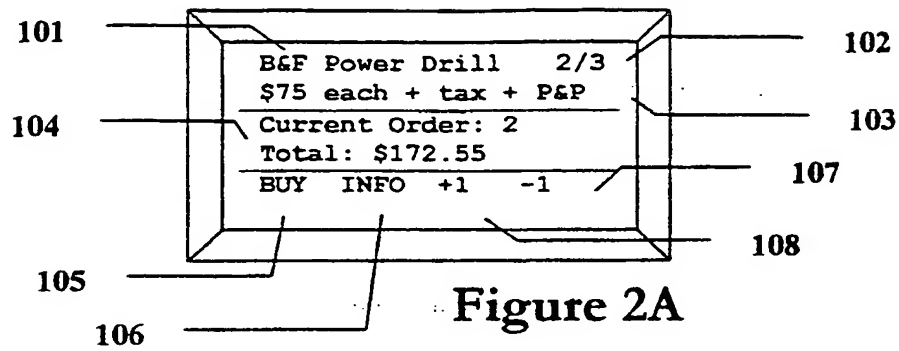 101
102
B&F Power Drill 2/3
$75 each + tax + P&P
103
104
Current Order: 2
Total: $172.55
107
BUY INFO +1 -1
108
105
Figure 2A
106